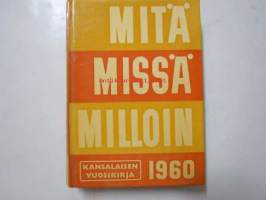 MITÄ
MISSÄ
MILLOIN
KANSALAISEN
VUOSIKIRJA
1960